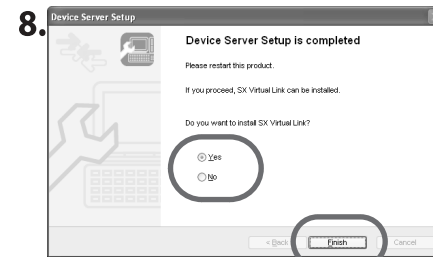 8.
Device Server Setup
Device Server Setup is completed
Please restart this product.
If you proceed, SX Virtual Link can be installed.
Do you want to install SX Virtual Link?
Yes
No
< Back
Finish
Cancel